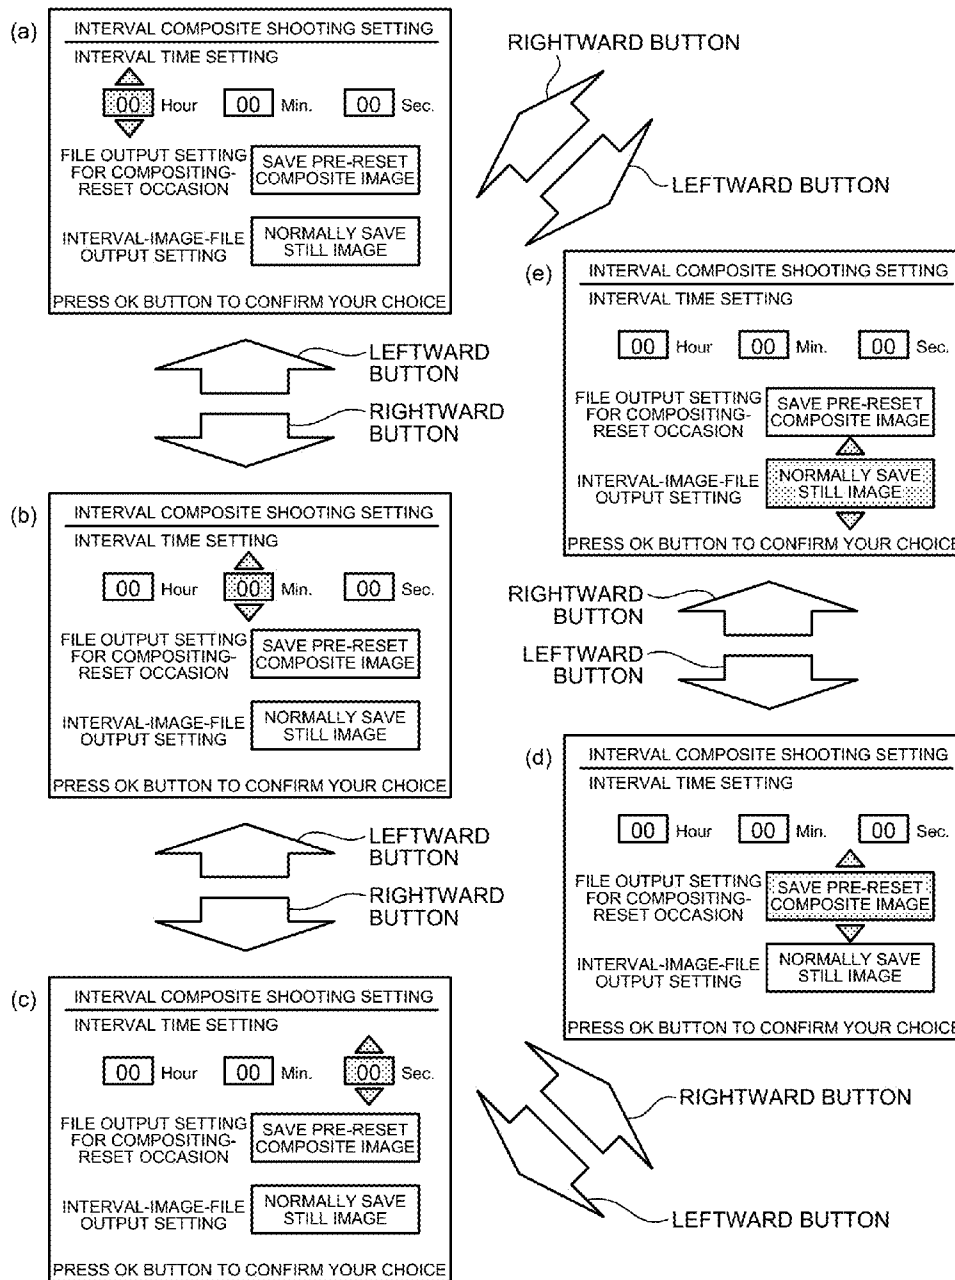 (a)
INTERVAL COMPOSITE SHOOTING SETTING
INTERVAL TIME SETTING
00 Hour 00 Min. 00 Sec.
FILE OUTPUT SETTING
FOR COMPOSITING-
RESET OCCASION
SAVE PRE-RESET
COMPOSITE IMAGE
INTERVAL-IMAGE-FILE
OUTPUT SETTING
NORMALLY SAVE
STILL IMAGE
PRESS OK BUTTON TO CONFIRM YOUR CHOICE
LEFTWARD
BUTTON
RIGHTWARD
BUTTON
(b)
INTERVAL COMPOSITE SHOOTING SETTING
INTERVAL TIME SETTING
00 Hour 00 Min. 00 Sec.
FILE OUTPUT SETTING
FOR COMPOSITING-
RESET OCCASION
SAVE PRE-RESET
COMPOSITE IMAGE
INTERVAL-IMAGE-FILE
OUTPUT SETTING
NORMALLY SAVE
STILL IMAGE
PRESS OK BUTTON TO CONFIRM YOUR CHOICE
LEFTWARD
BUTTON
RIGHTWARD
BUTTON
(c)
INTERVAL COMPOSITE SHOOTING SETTING
INTERVAL TIME SETTING
00 Hour 00 Min. 00 Sec.
FILE OUTPUT SETTING
FOR COMPOSITING-
RESET OCCASION
SAVE PRE-RESET
COMPOSITE IMAGE
INTERVAL-IMAGE-FILE
OUTPUT SETTING
NORMALLY SAVE
STILL IMAGE
PRESS OK BUTTON TO CONFIRM YOUR CHOICE
RIGHTWARD BUTTON
LEFTWARD BUTTON
(e)
INTERVAL COMPOSITE SHOOTING SETTING
INTERVAL TIME SETTING
00 Hour 00 Min. 00 Sec.
FILE OUTPUT SETTING
FOR COMPOSITING-
RESET OCCASION
SAVE PRE-RESET
COMPOSITE IMAGE
INTERVAL-IMAGE-FILE
OUTPUT SETTING
NORMALLY SAVE
STILL IMAGE
PRESS OK BUTTON TO CONFIRM YOUR CHOICE
RIGHTWARD
BUTTON
LEFTWARD
BUTTON
(d)
INTERVAL COMPOSITE SHOOTING SETTING
INTERVAL TIME SETTING
00 Hour 00 Min. 00 Sec.
FILE OUTPUT SETTING
FOR COMPOSITING-
RESET OCCASION
SAVE PRE-RESET
COMPOSITE IMAGE
INTERVAL-IMAGE-FILE
OUTPUT SETTING
NORMALLY SAVE
STILL IMAGE
PRESS OK BUTTON TO CONFIRM YOUR CHOICE
RIGHTWARD BUTTON
LEFTWARD BUTTON